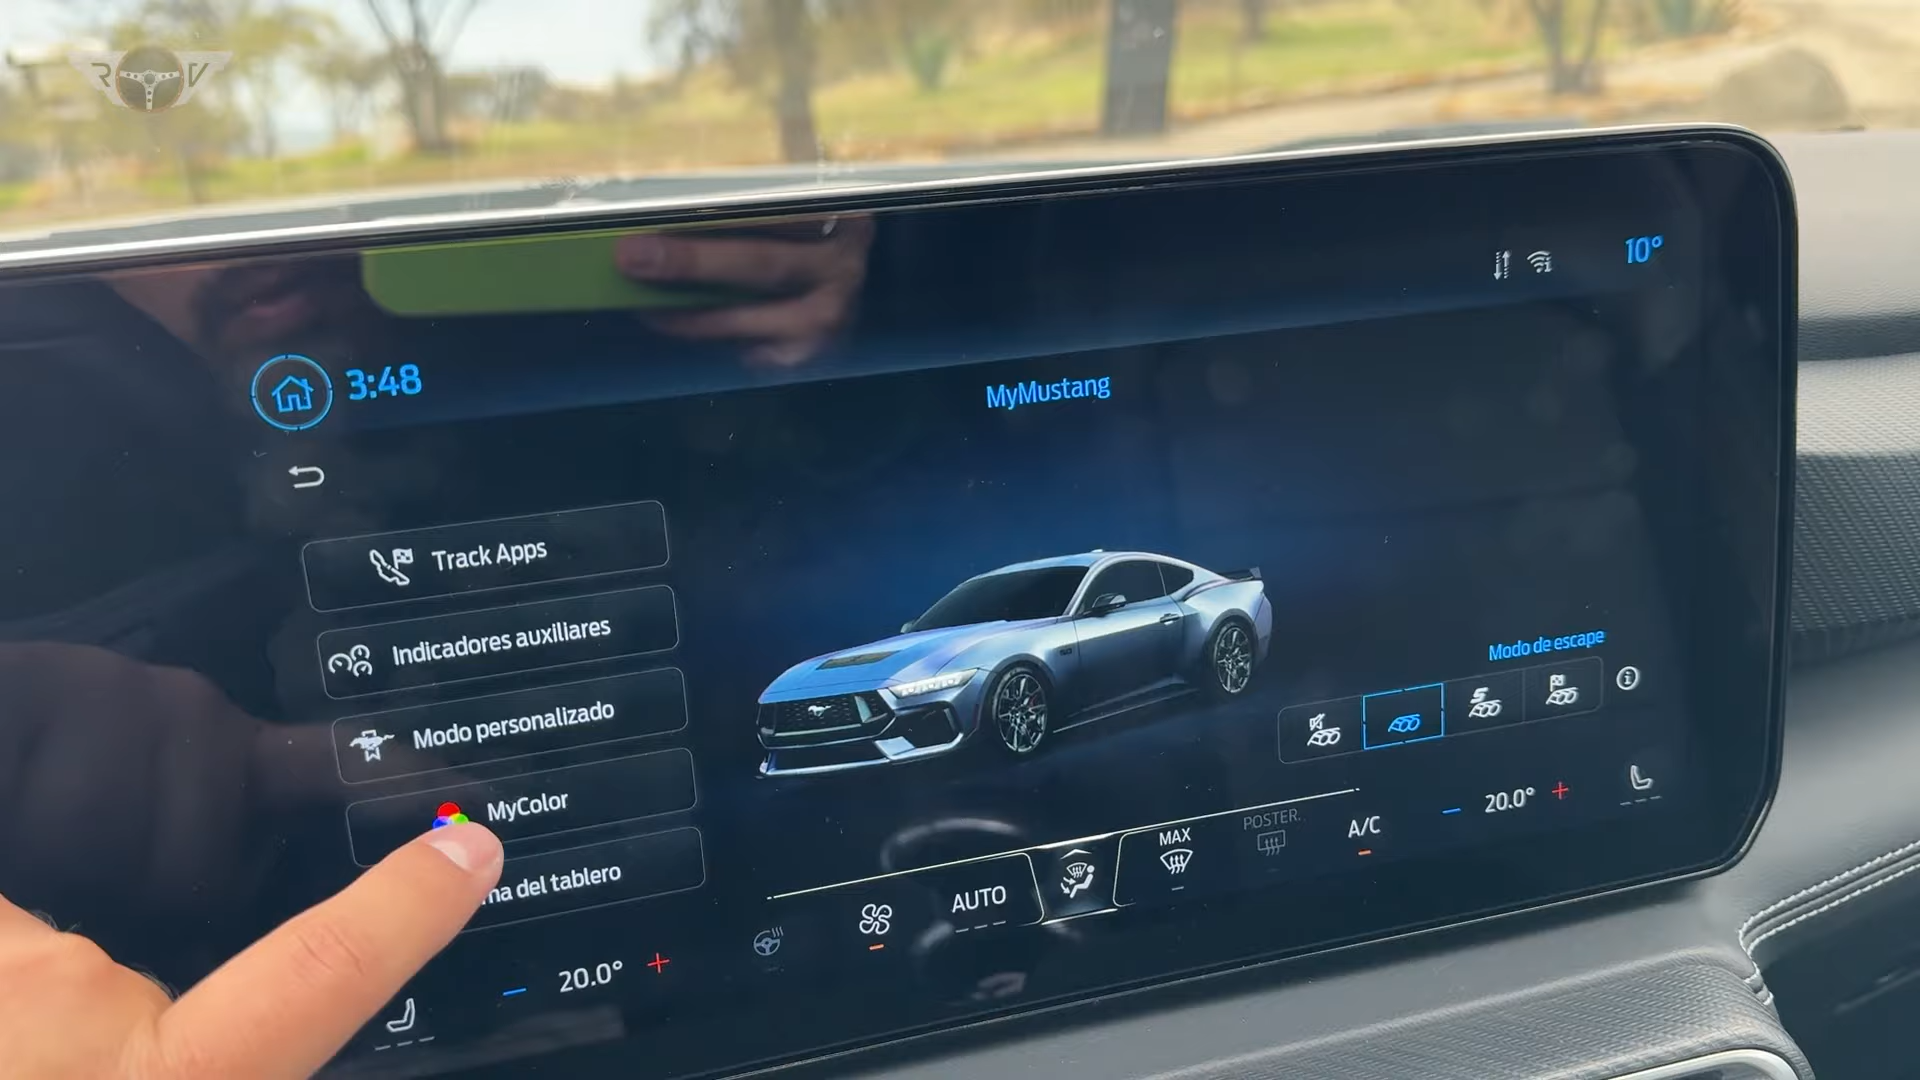 RV
10°
3:48
MyMustang
Track Apps
Indicadores auxiliares
Modo personalizado
MyColor
del tablero
Modo de escape
20.0°
AUTO
MAX
POSTER.
A/C
20.0°